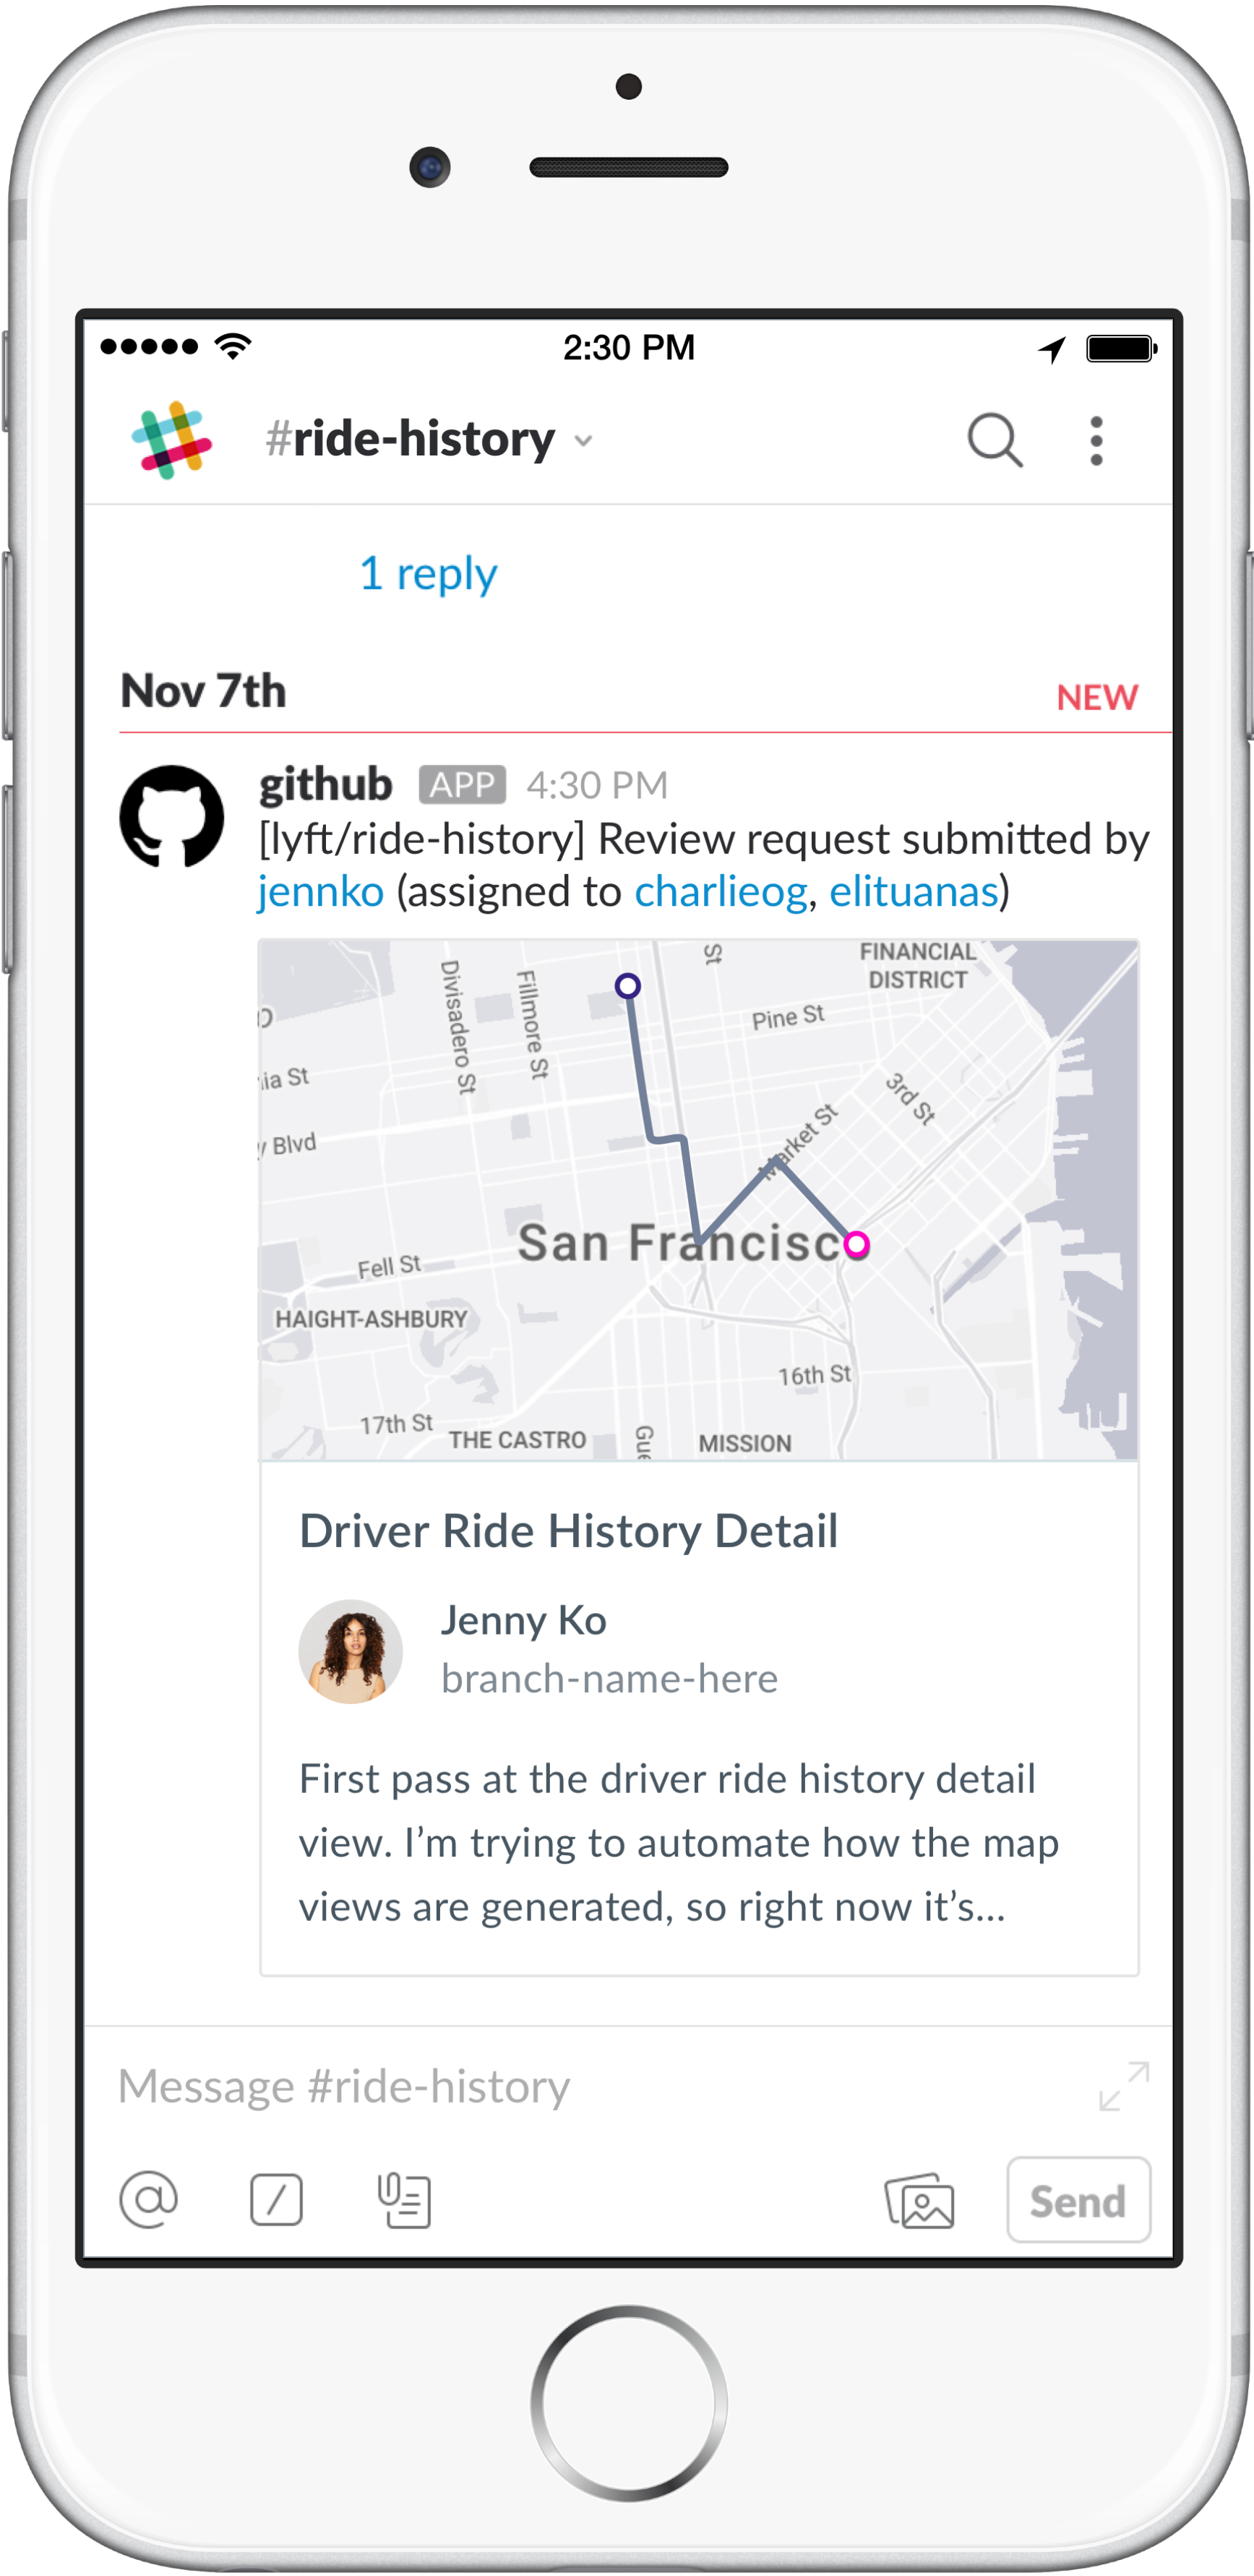 2:30 PM
#ride-history
1 reply
Nov 7th NEW
github APP 4:30 PM
[lyft/ride-history] Review request submitted by
jennko (assigned to charlieog, elituanas)
St
FINANCIAL
DISTRICT
Divisadero St
Fillmore St
Pine St
3rd St
Market St
Blvd
San Francisco
Fell St
HAIGHT-ASHBURY
16th St
17th St
THE CASTRO
MISSION
Driver Ride History Detail
Jenny Ko
branch-name-here
First pass at the driver ride history detail
view. I’m trying to automate how the map
views are generated, so right now it’s...
Message #ride-history
Send